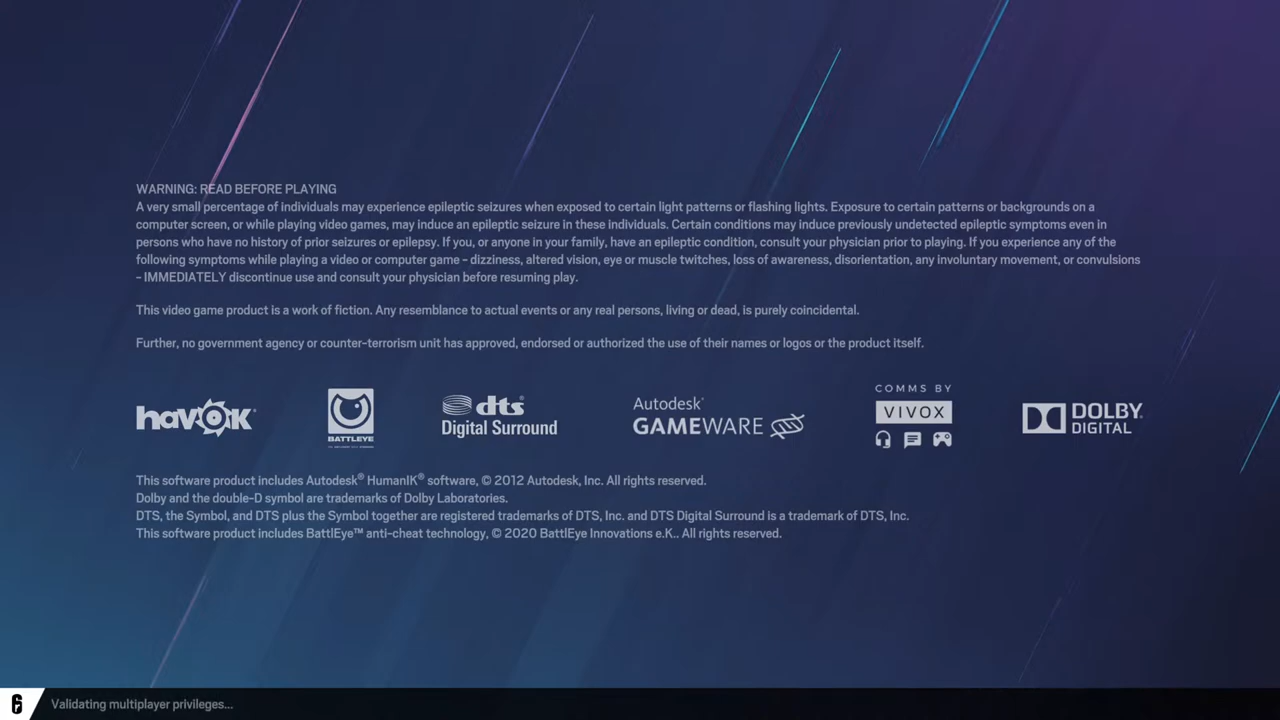 WARNING: READ BEFORE PLAYING
A very small percentage of individuals may experience epileptic seizures when exposed to certain light patterns or flashing lights. Exposure to certain patterns or backgrounds on a
computer screen, or while playing video games, may induce an epileptic seizure in these individuals. Certain conditions may induce previously undetected epileptic symptoms even in
persons who have no history of prior seizures or epilepsy. If you, or anyone in your family, have an epileptic condition, consult your physician prior to playing. If you experience any of the
following symptoms while playing a video or computer game - dizziness, altered vision, eye or muscle twitches, loss of awareness, disorientation, any involuntary movement, or convulsions
- IMMEDIATELY discontinue use and consult your physician before resuming play.
This video game product is a work of fiction. Any resemblance to actual events or any real persons, living or dead, is purely coincidental.
Further, no government agency or counter-terrorism unit has approved, endorsed or authorized the use of their names or logos or the product itself.
havok
BATTLEYE
dts
Digital Surround
Autodesk®
GAMEWARE
COMMS BY
VIVOX
DOLBY
DIGITAL
This software product includes Autodesk® HumanIK® software, © 2012 Autodesk, Inc. All rights reserved.
Dolby and the double-D symbol are trademarks of Dolby Laboratories.
DTS, the Symbol, and DTS plus the Symbol together are registered trademarks of DTS, Inc. and DTS Digital Surround is a trademark of DTS, Inc.
This software product includes BattlEye™ anti-cheat technology, © 2020 BattlEye Innovations e.K.. All rights reserved.
6
Validating multiplayer privileges...